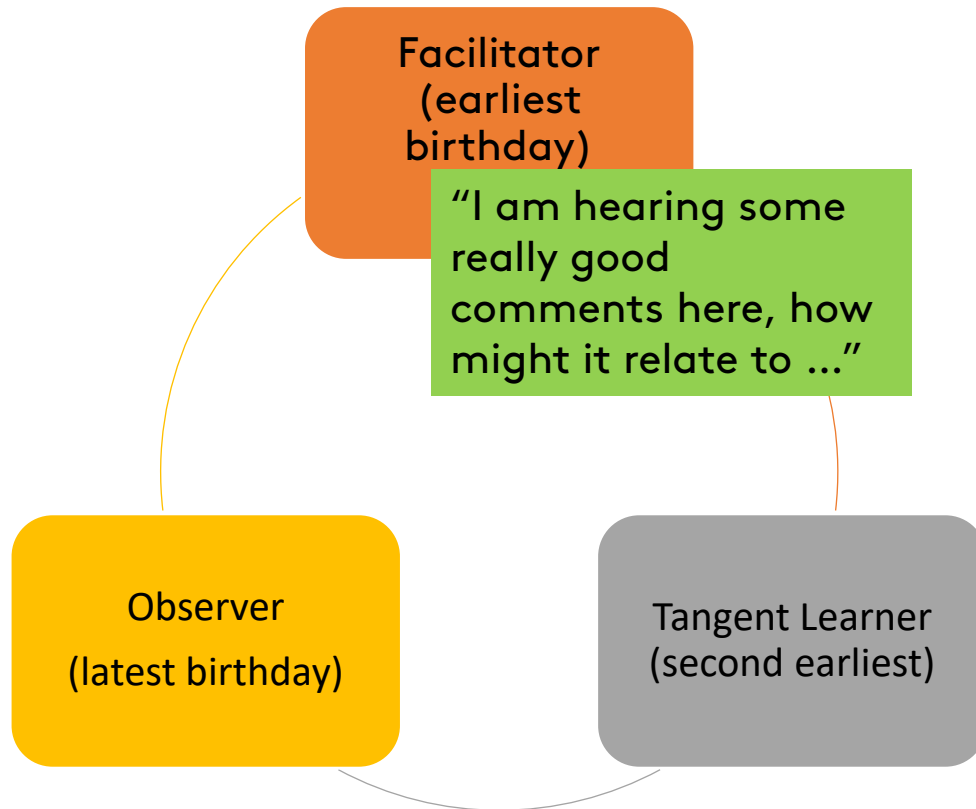 Facilitator
(earliest
birthday)
“I am hearing some
really good
comments here, how
might it relate to …”
Observer
(latest birthday)
Tangent Learner
(second earliest)